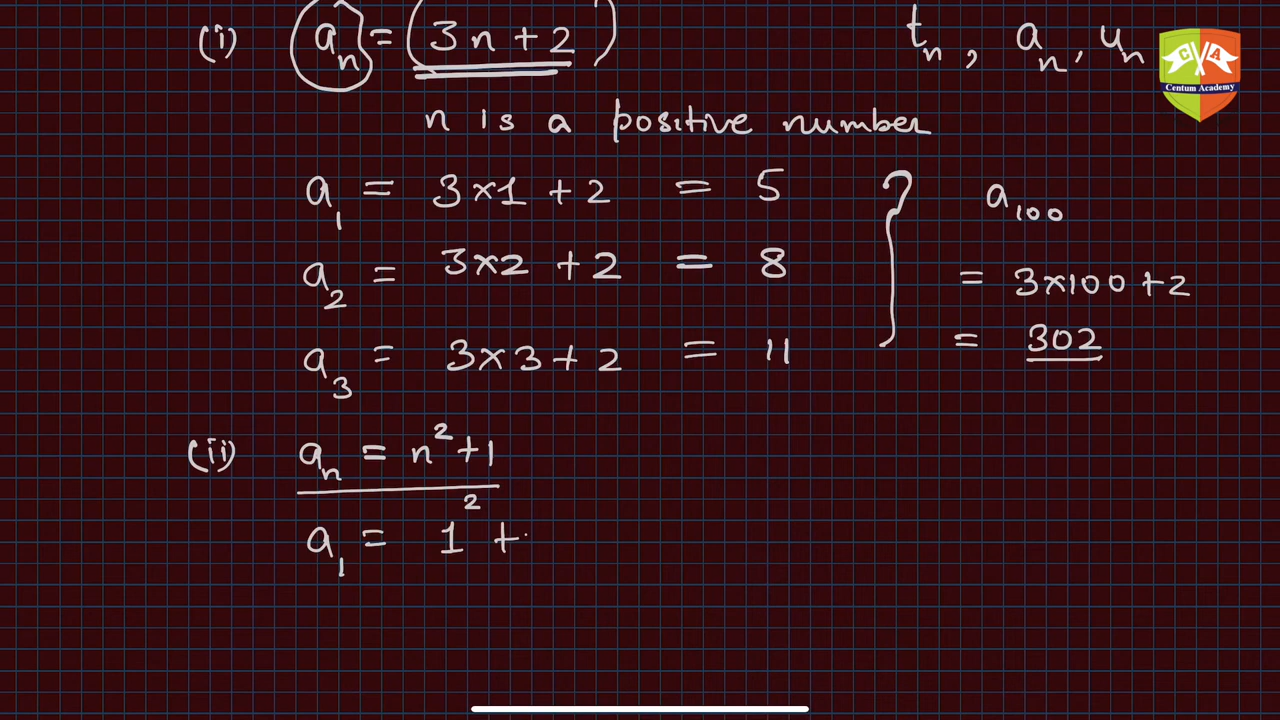 (i) aₙ = (3n + 2)
tₙ, aₙ, uₙ
C A
Centum Academy
n is a positive number
a₁ = 3×1 + 2 = 5
a₂ = 3×2 + 2 = 8
a₃ = 3×3 + 2 = 11
a₁₀₀
= 3×100 + 2
= 302
(ii) aₙ = n² + 1
a₁ = 1² +